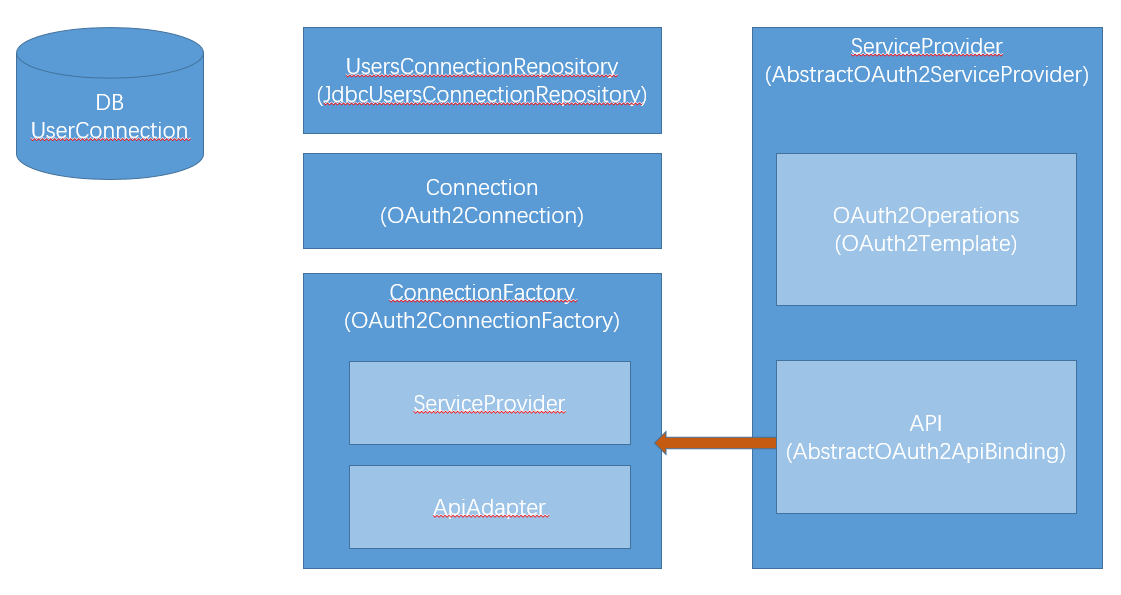 DB
UserConnection
UsersConnectionRepository
(JdbcUsersConnectionRepository)
Connection
(OAuth2Connection)
ConnectionFactory
(OAuth2ConnectionFactory)
ServiceProvider
ApiAdapter
ServiceProvider
(AbstractOAuth2ServiceProvider)
OAuth2Operations
(OAuth2Template)
API
(AbstractOAuth2ApiBinding)